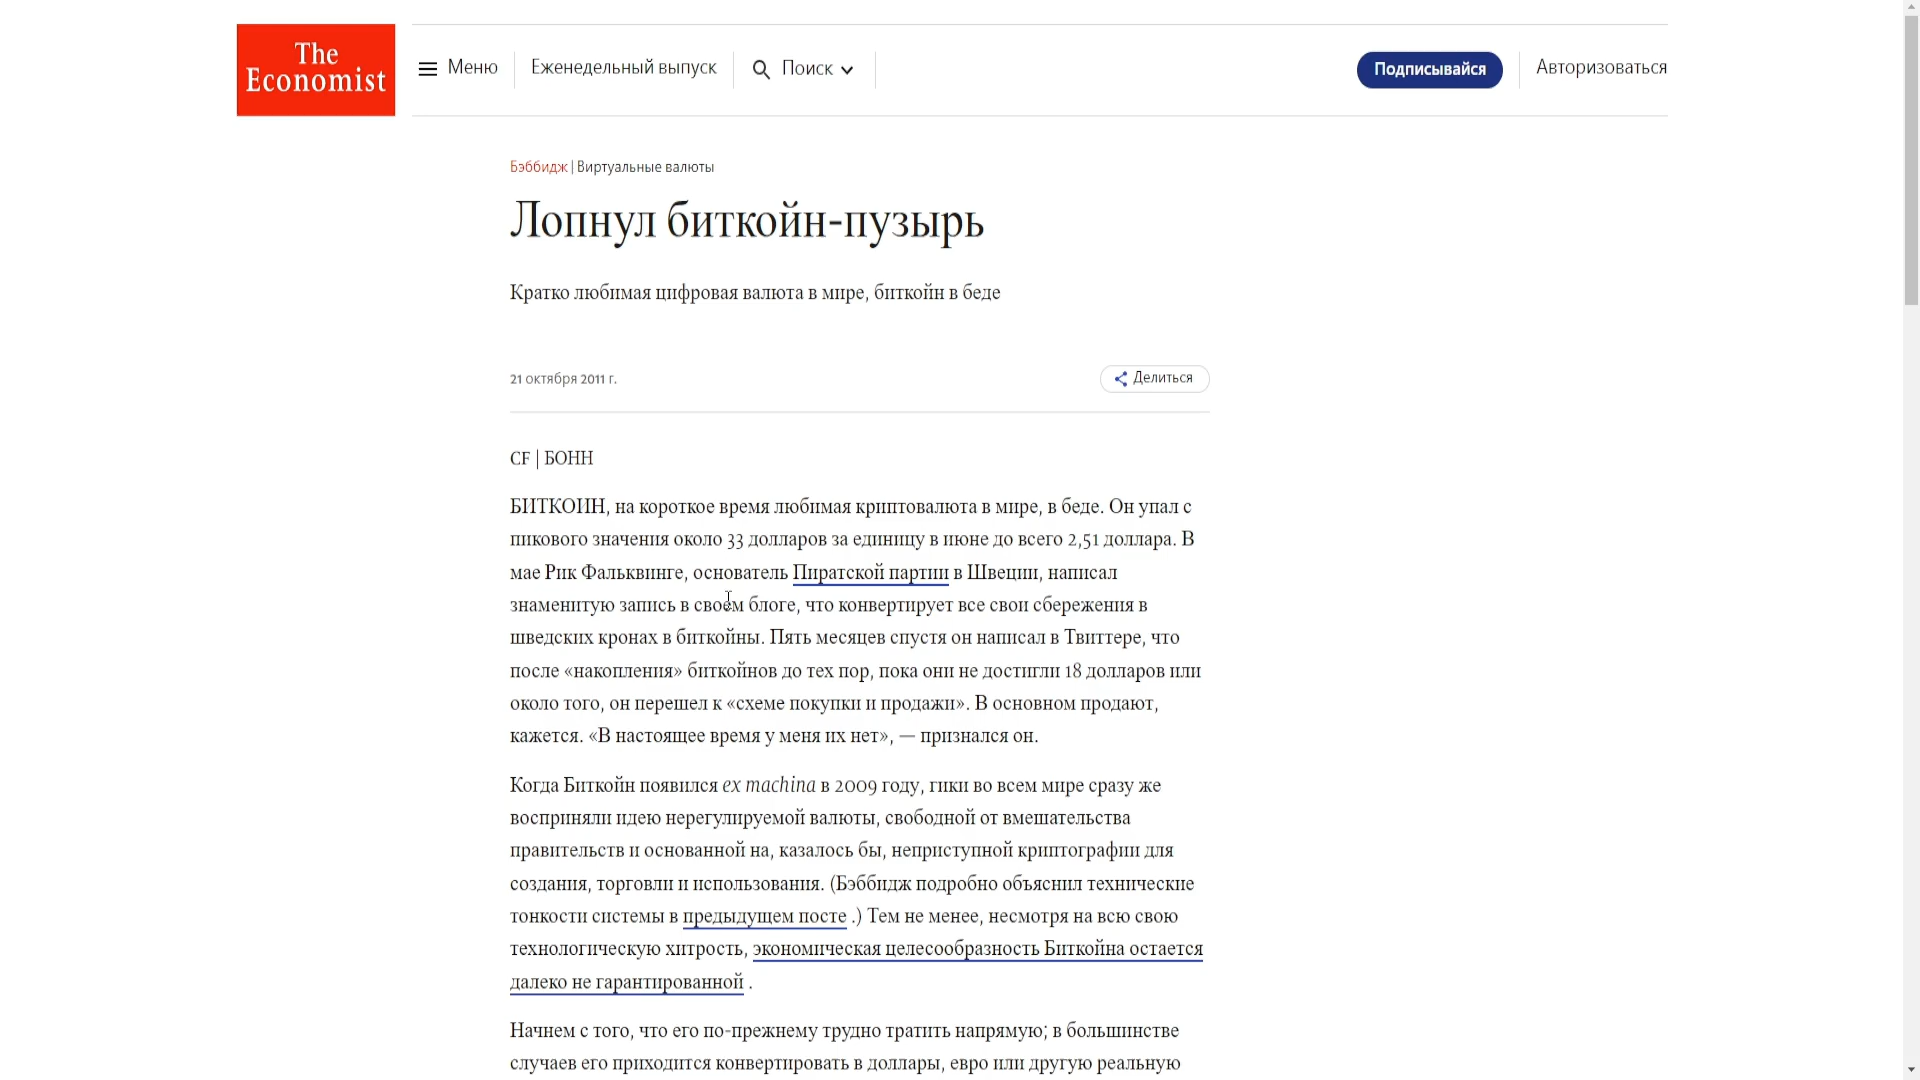 The
Economist
Меню
Еженедельный выпуск
Поиск
Подписывайся
Авторизоваться
Бэббидж | Виртуальные валюты
Лопнул биткойн-пузырь
Кратко любимая цифровая валюта в мире, биткойн в беде
21 октября 2011 г.
Делиться
CF | БОНН
БИТКОИН, на короткое время любимая криптовалюта в мире, в беде. Он упал с
пикового значения около 33 долларов за единицу в июне до всего 2,51 доллара. В
мае Рик Фальквинге, основатель Пиратской партии в Швеции, написал
знаменитую запись в своем блоге, что конвертирует все свои сбережения в
шведских кронах в биткойны. Пять месяцев спустя он написал в Твиттере, что
после «накопления» биткойнов до тех пор, пока они не достигли 18 долларов или
около того, он перешел к «схеме покупки и продажи». В основном продают,
кажется. «В настоящее время у меня их нет», — признался он.
Когда Биткойн появился ex machina в 2009 году, гики во всем мире сразу же
восприняли идею нерегулируемой валюты, свободной от вмешательства
правительств и основанной на, казалось бы, неприступной криптографии для
создания, торговли и использования. (Бэббидж подробно объяснил технические
тонкости системы в предыдущем посте .) Тем не менее, несмотря на всю свою
технологическую хитрость, экономическая целесообразность Биткойна остается
далеко не гарантированной .
Начнем с того, что его по-прежнему трудно тратить напрямую; в большинстве
случаев его приходится конвертировать в доллары, евро или другую реальную